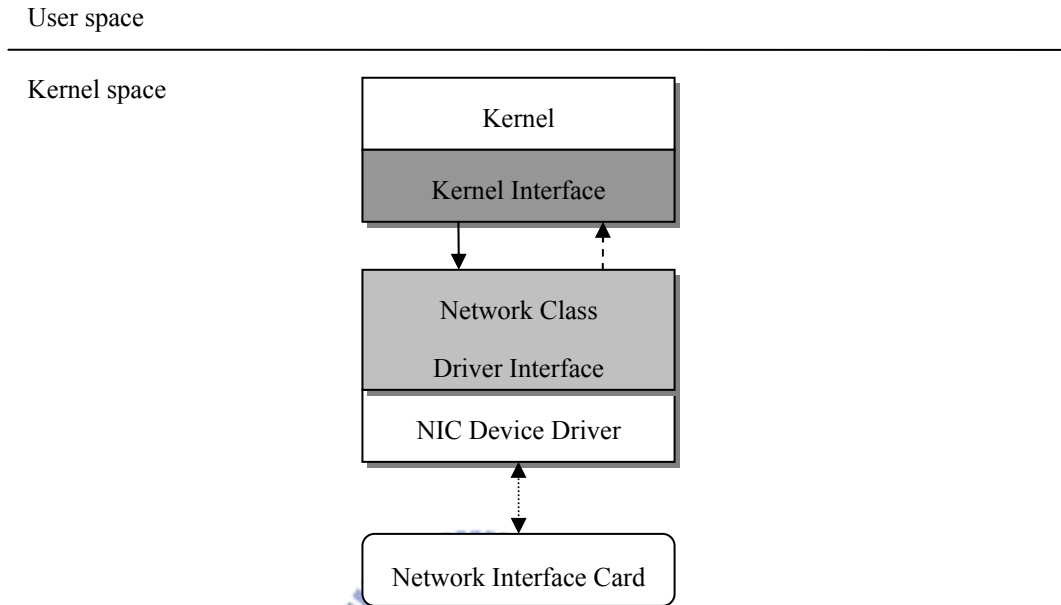 User space
Kernel space
Kernel
Kernel Interface
Network Class
Driver Interface
NIC Device Driver
Network Interface Card